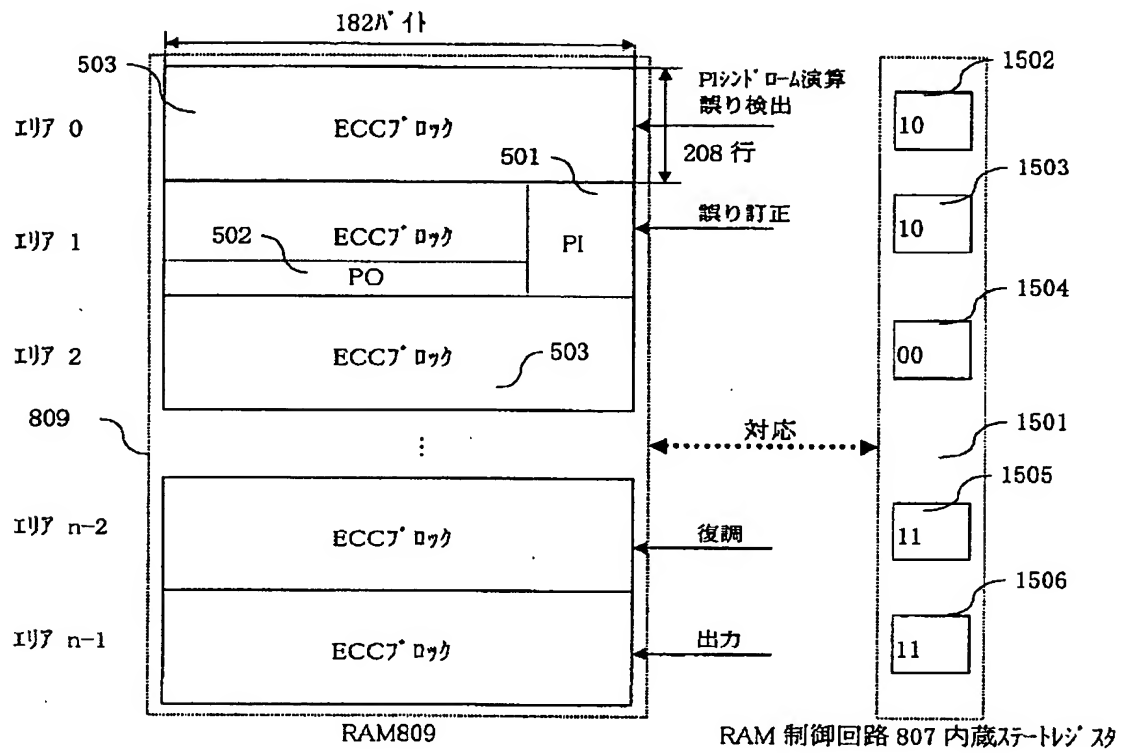 182ﾊﾞｲﾄ
503
1502
PIｼﾝﾄﾞﾛｰﾑ演算
誤り検出
ｴﾘｱ 0
ECCﾌﾞﾛｯｸ
10
501
208 行
1503
誤り訂正
ｴﾘｱ 1
502
ECCﾌﾞﾛｯｸ
PI
10
PO
1504
ｴﾘｱ 2
ECCﾌﾞﾛｯｸ
503
00
809
対応
1501
⋮
1505
ｴﾘｱ n-2
ECCﾌﾞﾛｯｸ
復調
11
1506
ｴﾘｱ n-1
ECCﾌﾞﾛｯｸ
出力
11
RAM809
RAM 制御回路 807 内蔵ｽﾃｰﾄﾚｼﾞｽﾀ